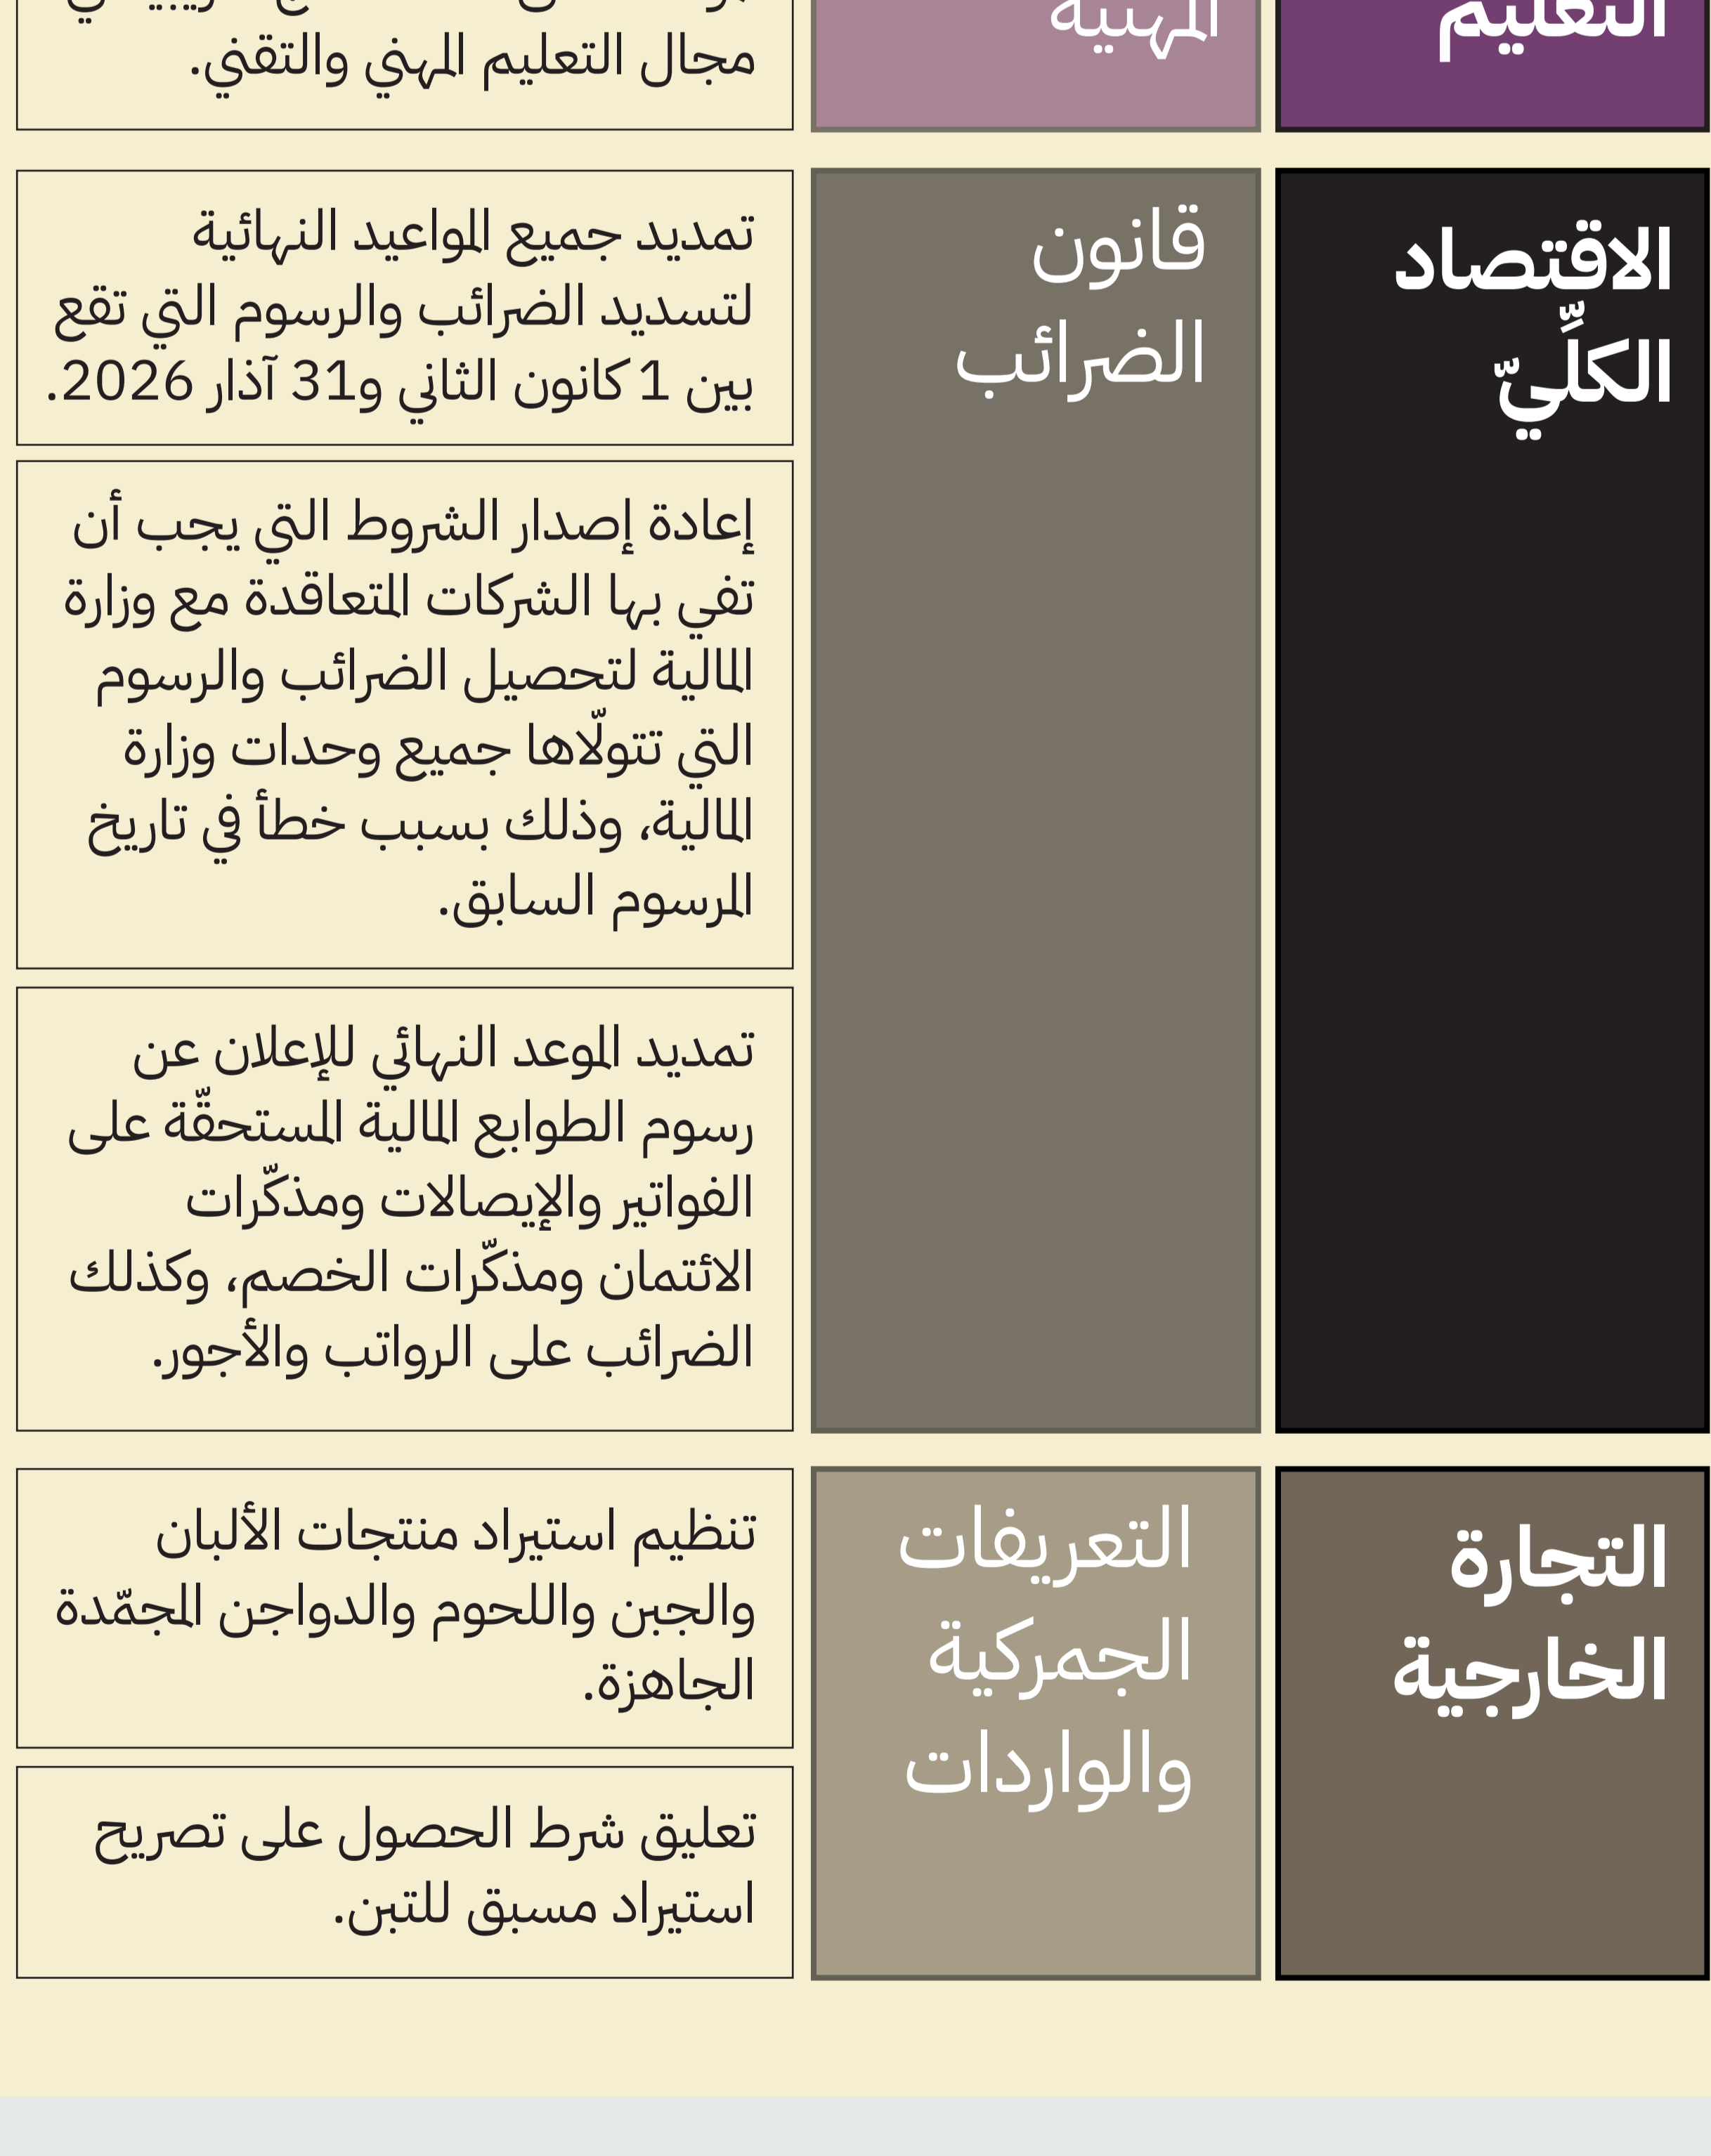 التعليم
المهنية
مجال التعليم المهني والتقني.
الاقتصاد
الكلِّيّ
قانون
الضرائب
تمديد جميع المواعيد النهائية
لتسديد الضرائب والرسوم التي تقع
بين 1 كانون الثاني و31 آذار 2026.
إعادة إصدار الشروط التي يجب أن
تفي بها الشركات المتعاقدة مع وزارة
المالية لتحصيل الضرائب والرسوم
التي تتولّاها جميع وحدات وزارة
المالية، وذلك بسبب خطأ في تاريخ
المرسوم السابق.
تمديد الموعد النهائي للإعلان عن
رسوم الطوابع المالية المستحقّة على
الفواتير والإيصالات ومذكّرات
الائتمان ومذكّرات الخصم، وكذلك
الضرائب على الرواتب والأجور.
التجارة
الخارجية
التعريفات
الجمركية
والواردات
تنظيم استيراد منتجات الألبان
والجبن واللحوم والدواجن المجمّدة
الجاهزة.
تعليق شرط الحصول على تصريح
استيراد مسبق للتبن.